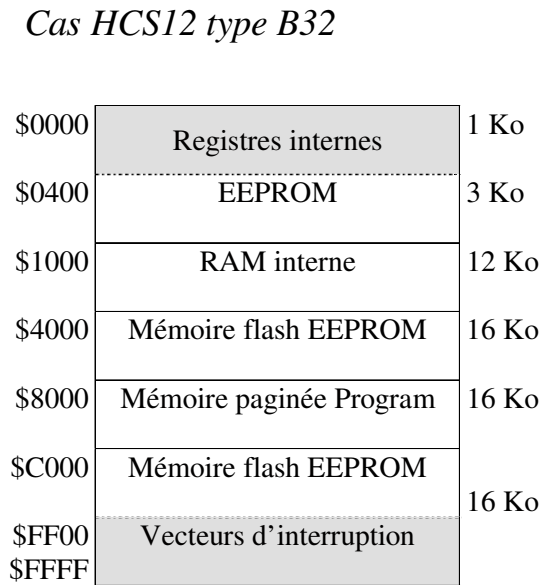 Cas HCS12 type B32
$0000 Registres internes 1 Ko
$0400 EEPROM 3 Ko
$1000 RAM interne 12 Ko
$4000 Mémoire flash EEPROM 16 Ko
$8000 Mémoire paginée Program 16 Ko
$C000 Mémoire flash EEPROM
16 Ko
$FF00 Vecteurs d'interruption
$FFFF